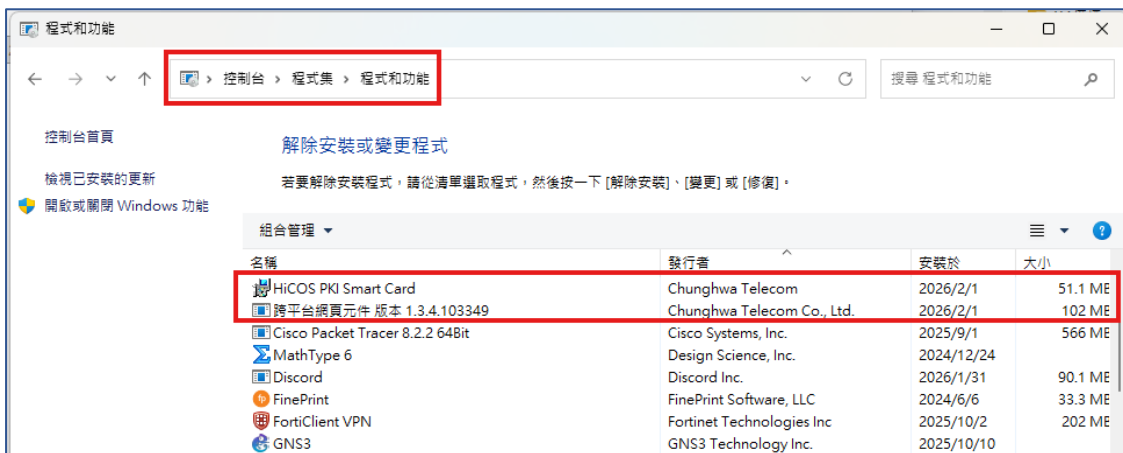 程式和功能
控制台 › 程式集 › 程式和功能
搜尋 程式和功能
控制台首頁
檢視已安裝的更新
開啟或關閉 Windows 功能
解除安裝或變更程式
若要解除安裝程式，請從清單選取程式，然後按一下 [解除安裝]、[變更] 或 [修復]。
組合管理
名稱 發行者 安裝於 大小
HiCOS PKI Smart Card Chunghwa Telecom 2026/2/1 51.1 MB
跨平台網頁元件 版本 1.3.4.103349 Chunghwa Telecom Co., Ltd. 2026/2/1 102 MB
Cisco Packet Tracer 8.2.2 64Bit Cisco Systems, Inc. 2025/9/1 566 MB
MathType 6 Design Science, Inc. 2024/12/24
Discord Discord Inc. 2026/1/31 90.1 MB
FinePrint FinePrint Software, LLC 2024/6/6 33.3 MB
FortiClient VPN Fortinet Technologies Inc 2025/10/2 202 MB
GNS3 GNS3 Technology Inc. 2025/10/10